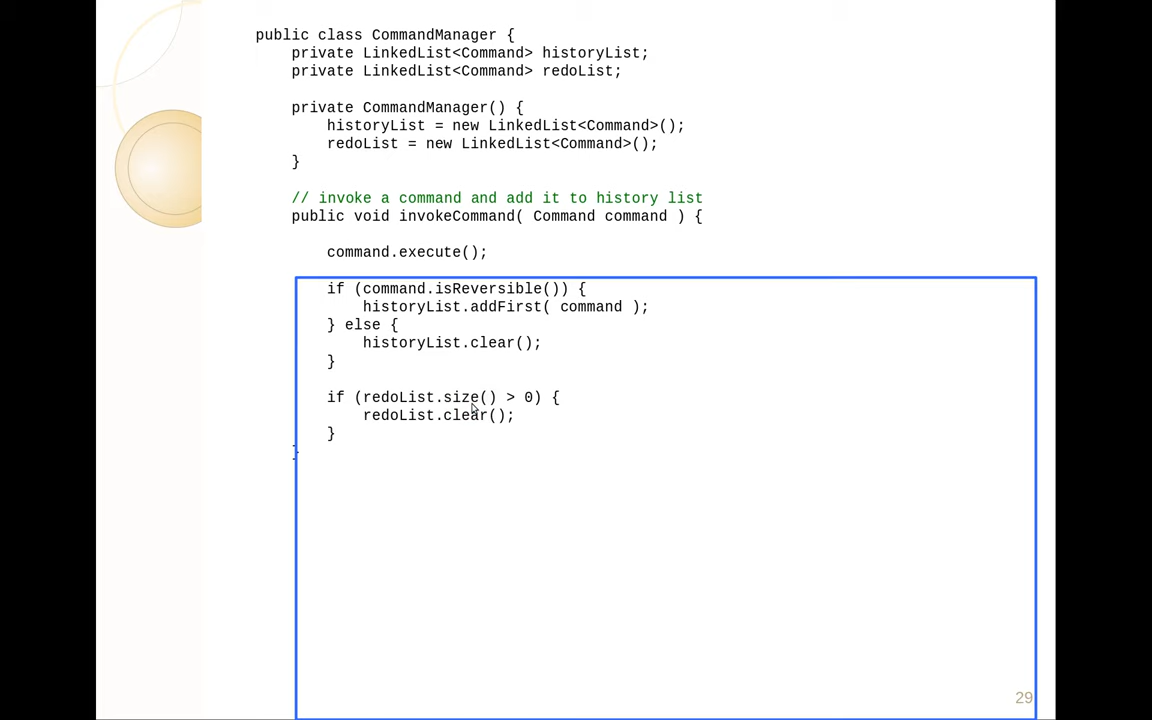 public class CommandManager {
private LinkedList<Command> historyList;
private LinkedList<Command> redoList;
private CommandManager() {
historyList = new LinkedList<Command>();
redoList = new LinkedList<Command>();
}
// invoke a command and add it to history list
public void invokeCommand( Command command ) {
command.execute();
if (command.isReversible()) {
historyList.addFirst( command );
} else {
historyList.clear();
}
if (redoList.size() > 0) {
redoList.clear();
}
}
29